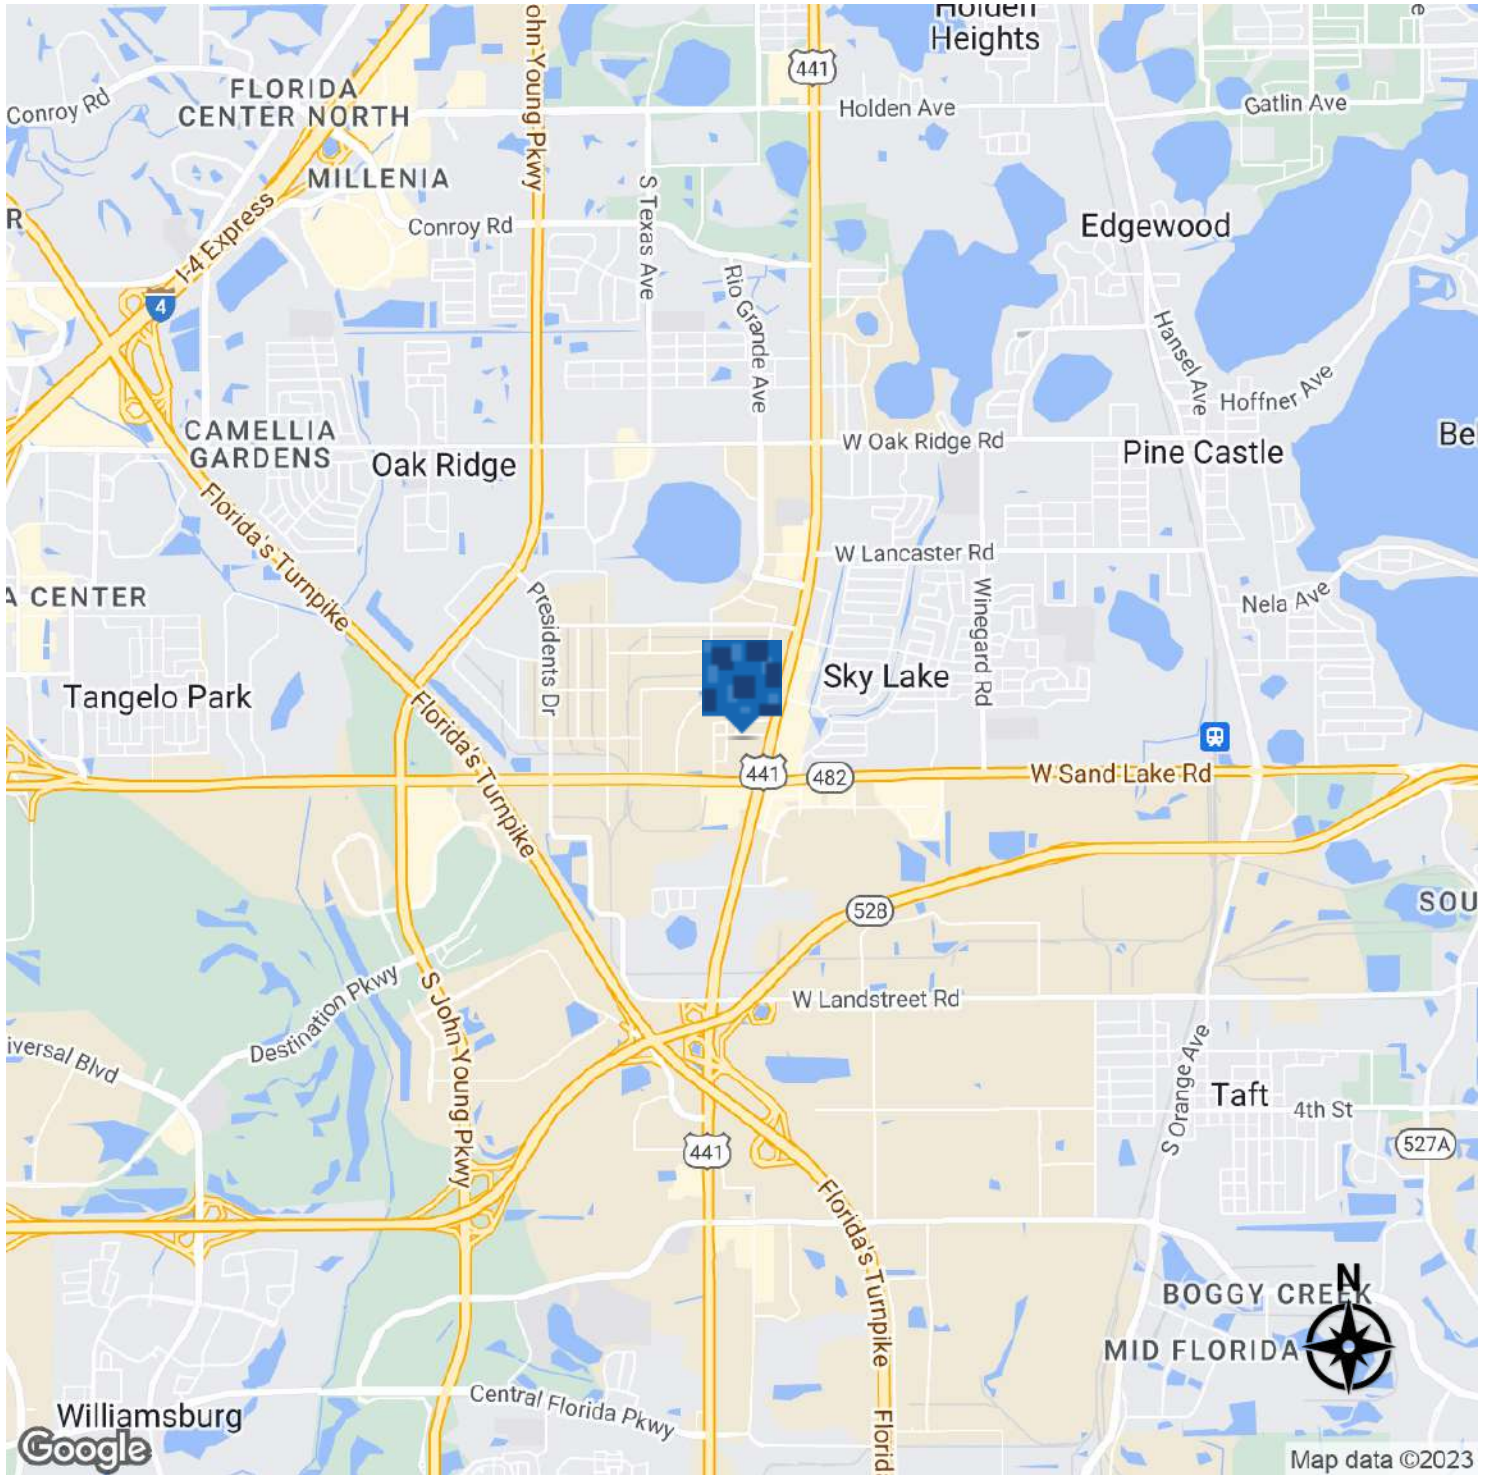 Holden
Heights
441
Holden Ave
Gatlin Ave
Conroy Rd
FLORIDA
CENTER NORTH
ohn Young Pkwy
MILLENIA
I-4 Express
4
R
Conroy Rd
S Texas Ave
Rio Grande Ave
Edgewood
Hansel Ave
Hoffner Ave
CAMELLIA
GARDENS
Oak Ridge
W Oak Ridge Rd
Pine Castle
Be
Florida's Turnpike
W Lancaster Rd
A CENTER
Presidents Dr
Winegard Rd
Nela Ave
Tangelo Park
Florida's Turnpike
Sky Lake
441
482
W Sand Lake Rd
528
SOU
Destination Pkwy
S John Young Pkwy
W Landstreet Rd
iversal Blvd
S Orange Ave
Taft
4th St
441
527A
Florida's Turnpike
N
BOGGY CREEK
MID FLORIDA
Williamsburg
Central Florida Pkwy
Florid
Google
Map data ©2023